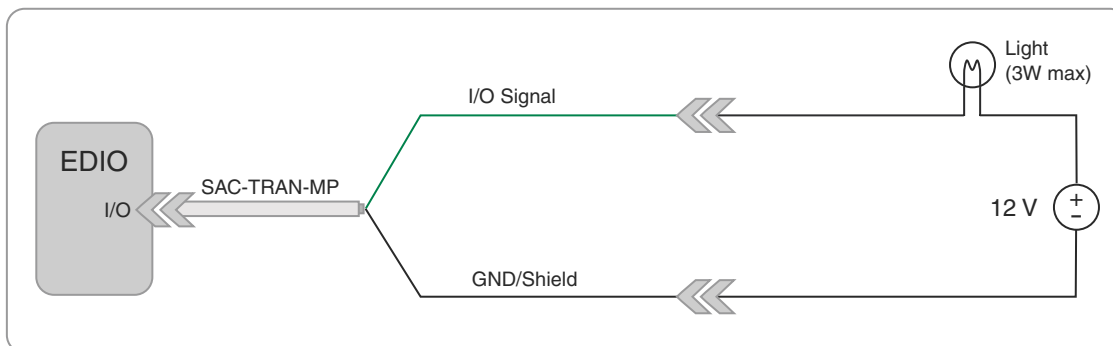 Light
(3W max)
I/O Signal
EDIO
SAC-TRAN-MP
I/O
12 V
+
-
GND/Shield